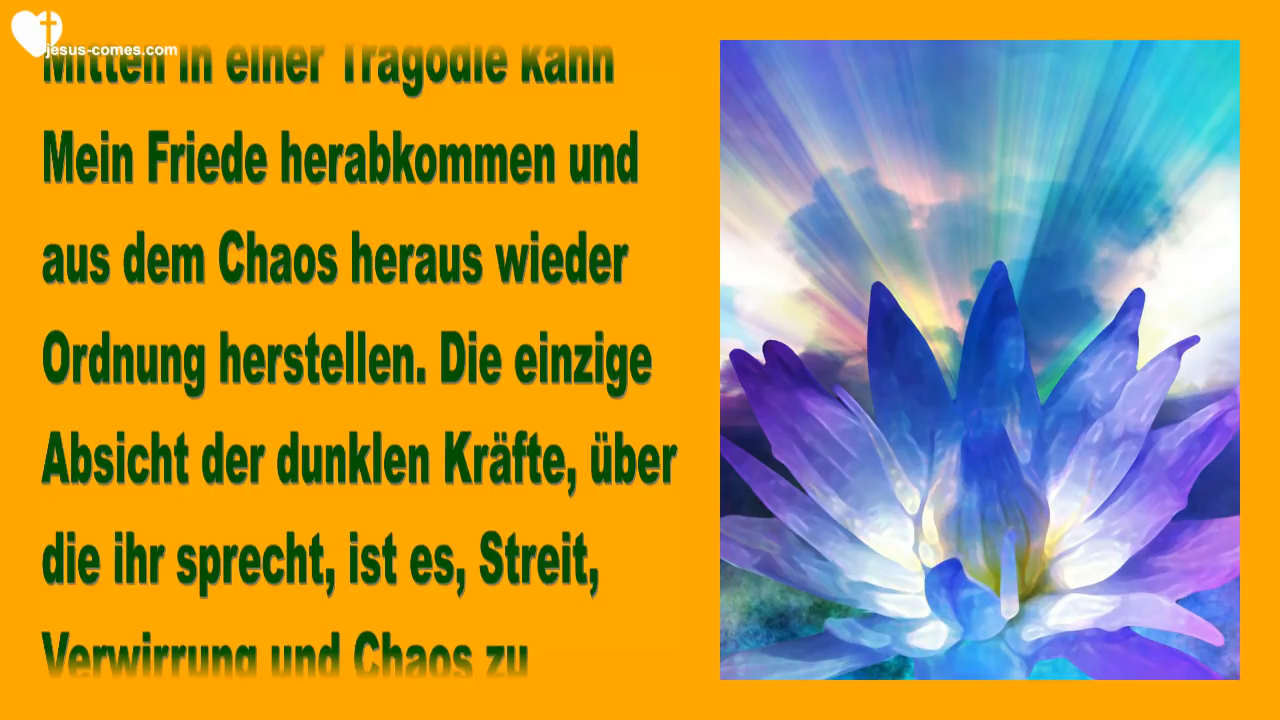 jesus-comes.com
Mitten in einer Tragödie kann
Mein Friede herabkommen und
aus dem Chaos heraus wieder
Ordnung herstellen. Die einzige
Absicht der dunklen Kräfte, über
die ihr sprecht, ist es, Streit,
Verwirrung und Chaos zu